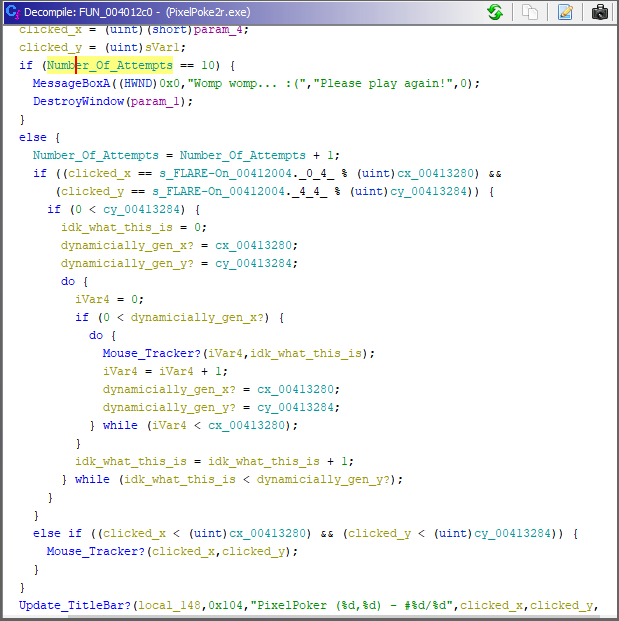 Decompile: FUN_004012c0 - (PixelPoke2r.exe)
clicked_x = (uint)(short)param_4;
clicked_y = (uint)sVar1;
if (Number_Of_Attempts == 10) {
MessageBoxA((HWND)0x0,"Womp womp... :(","Please play again!",0);
DestroyWindow(param_1);
}
else {
Number_Of_Attempts = Number_Of_Attempts + 1;
if ((clicked_x == s_FLARE-On_00412004._0_4_ % (uint)cx_00413280) &&
(clicked_y == s_FLARE-On_00412004._4_4_ % (uint)cy_00413284)) {
if (0 < cy_00413284) {
idk_what_this_is = 0;
dynamicially_gen_x? = cx_00413280;
dynamicially_gen_y? = cy_00413284;
do {
iVar4 = 0;
if (0 < dynamicially_gen_x?) {
do {
Mouse_Tracker?(iVar4,idk_what_this_is);
iVar4 = iVar4 + 1;
dynamicially_gen_x? = cx_00413280;
dynamicially_gen_y? = cy_00413284;
} while (iVar4 < cx_00413280);
}
idk_what_this_is = idk_what_this_is + 1;
} while (idk_what_this_is < dynamicially_gen_y?);
}
}
else if ((clicked_x < (uint)cx_00413280) && (clicked_y < (uint)cy_00413284)) {
Mouse_Tracker?(clicked_x,clicked_y);
}
}
Update_TitleBar?(local_148,0x104,"PixelPoker (%d,%d) - #%d/%d",clicked_x,clicked_y,